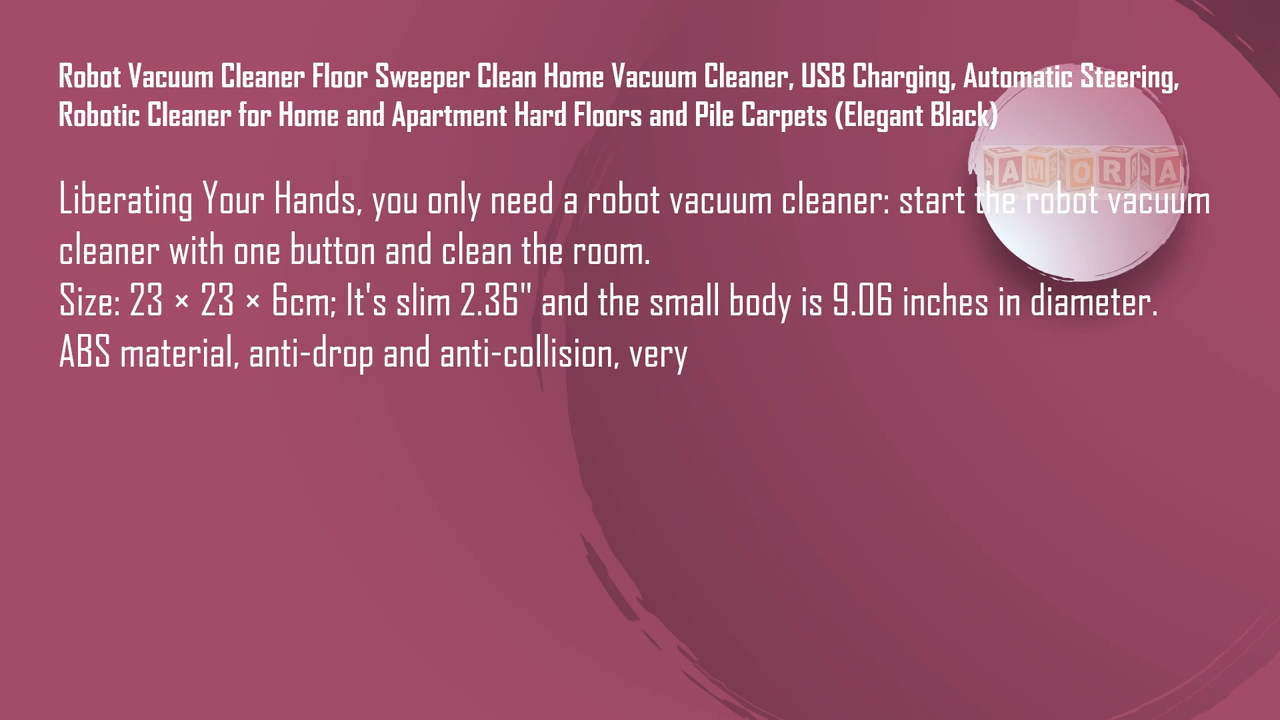 Robot Vacuum Cleaner Floor Sweeper Clean Home Vacuum Cleaner, USB Charging, Automatic Steering,
Robotic Cleaner for Home and Apartment Hard Floors and Pile Carpets (Elegant Black)
AMORA
Liberating Your Hands, you only need a robot vacuum cleaner: start the robot vacuum
cleaner with one button and clean the room.
Size: 23 × 23 × 6cm; It's slim 2.36" and the small body is 9.06 inches in diameter.
ABS material, anti-drop and anti-collision, very